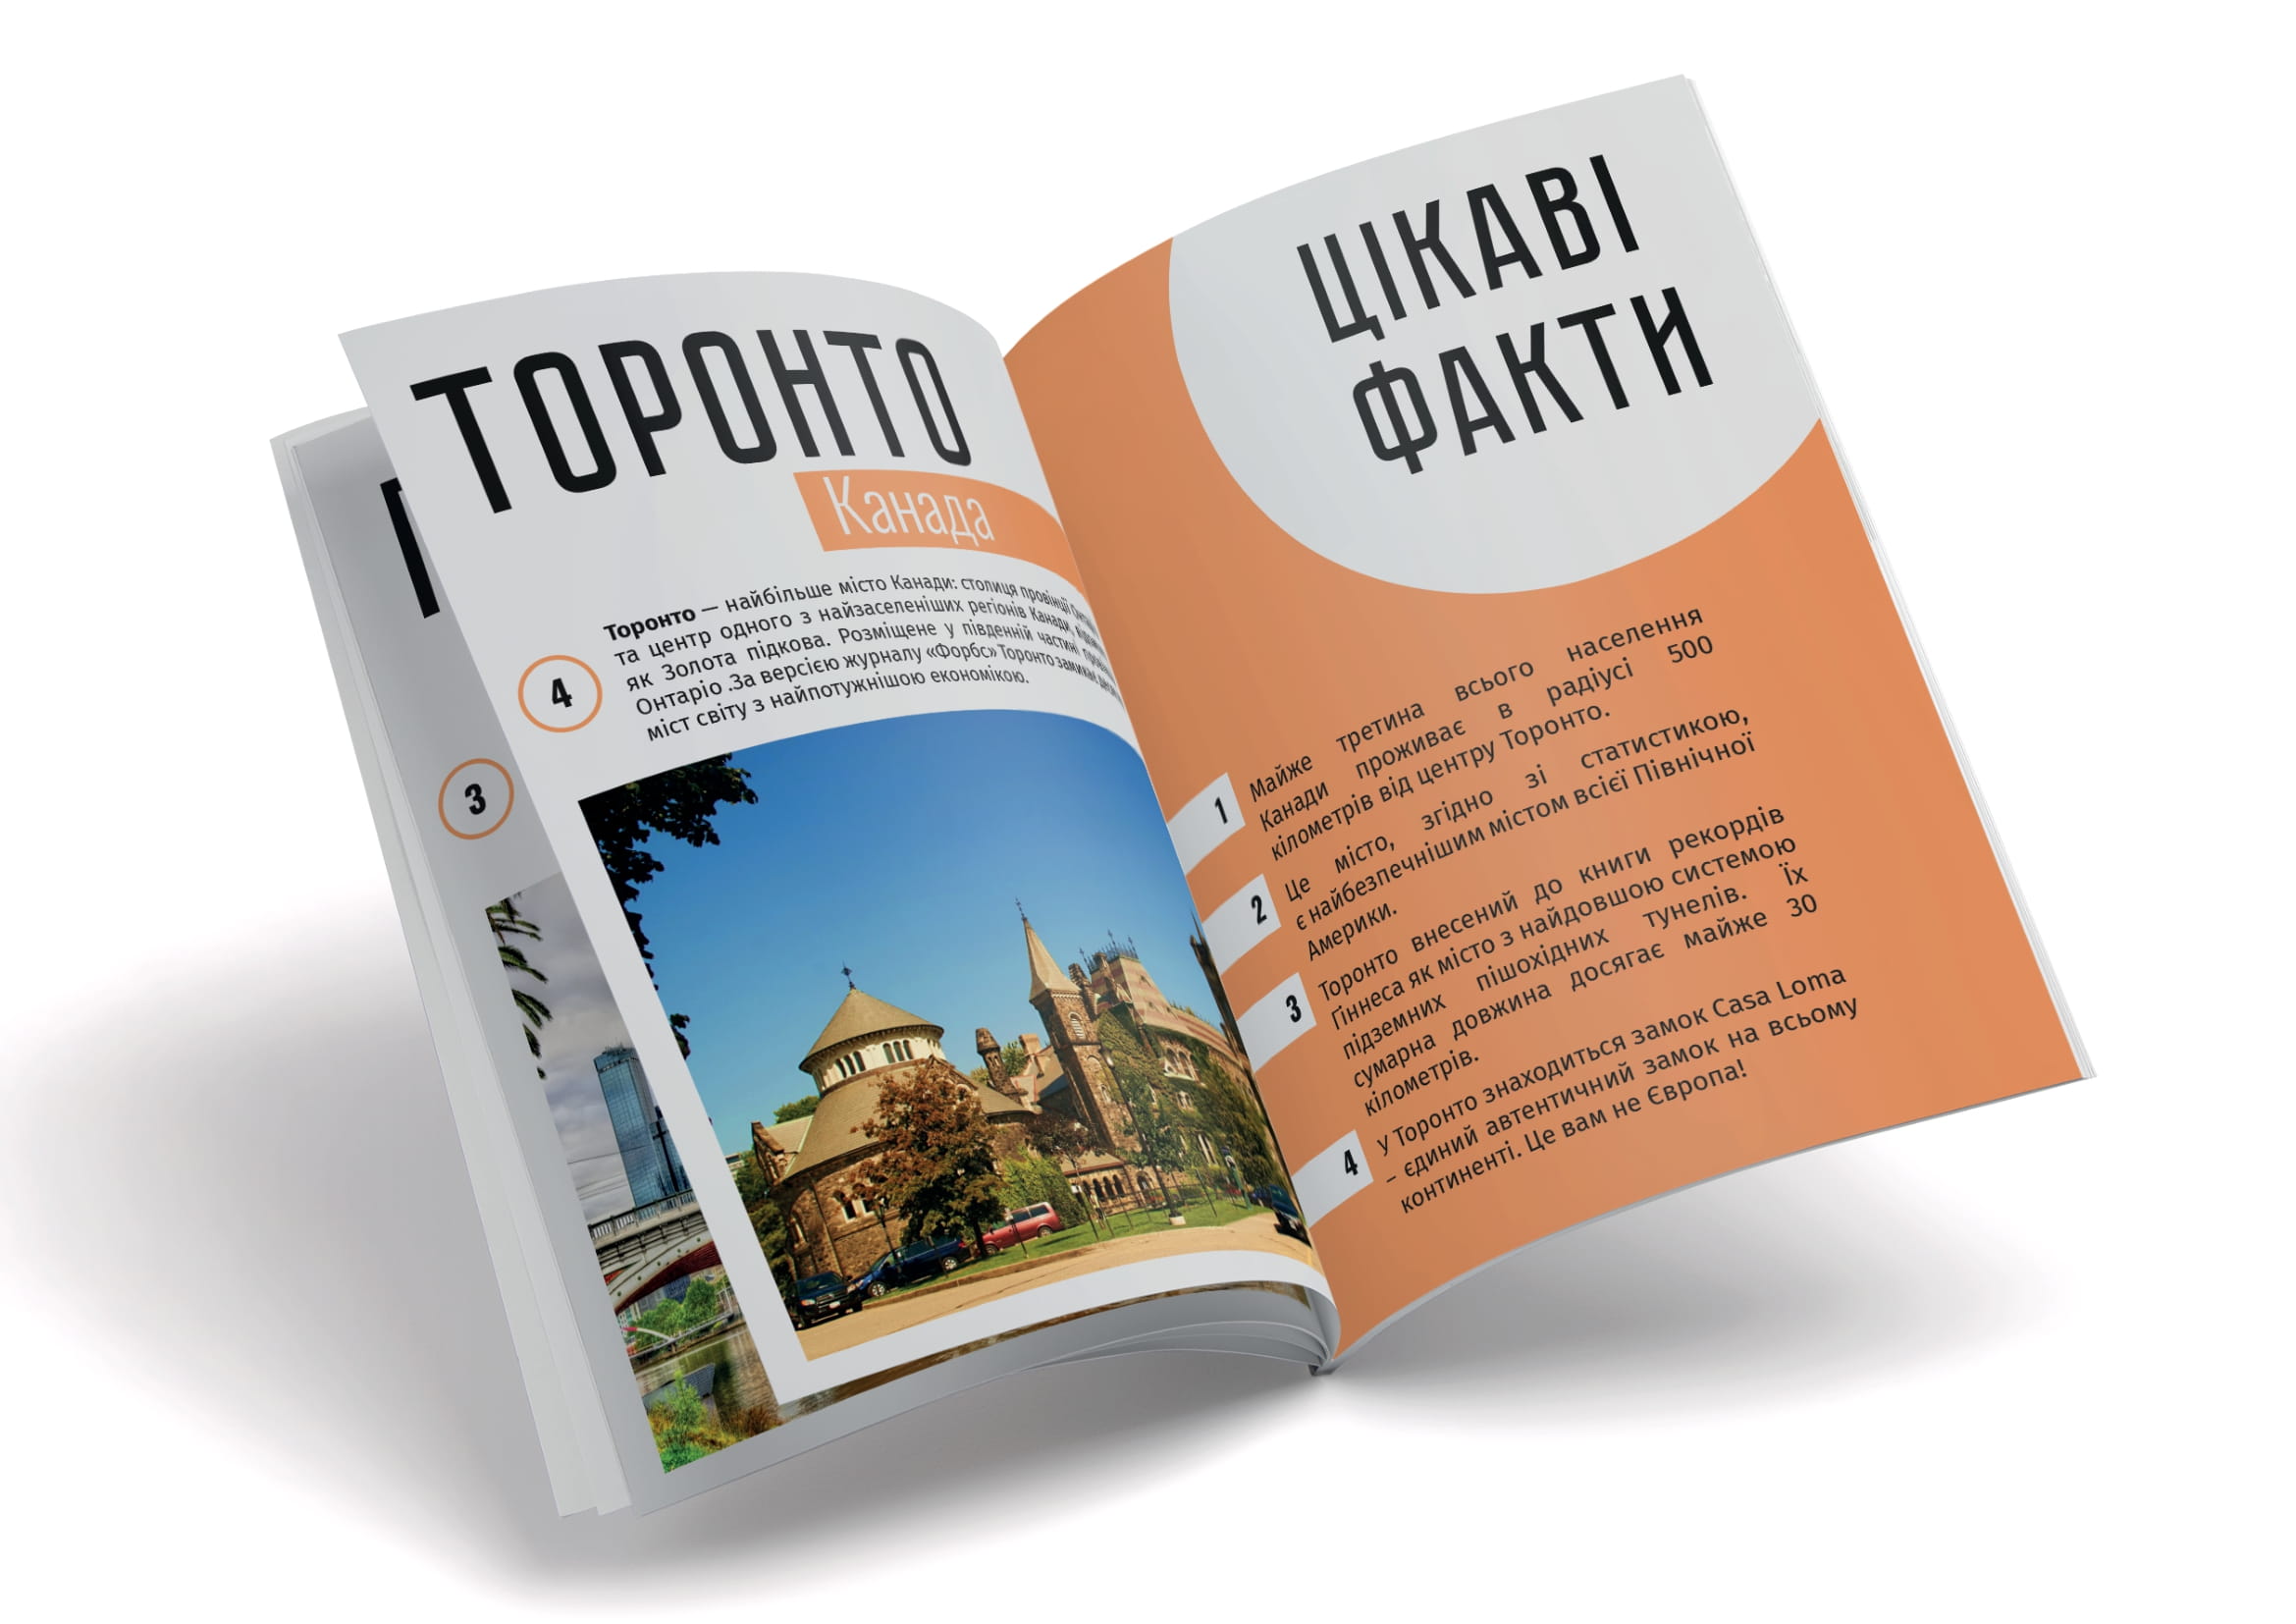 ТОРОНТО
Канада
4
Торонто — найбільше місто Канади: столиця провінції
та центр одного з найзаселеніших регіонів Канади,
як Золота підкова. Розміщене у південній частині
Онтаріо .За версією журналу «Форбс» Торонто замикає
міст світу з найпотужнішою економікою.
3
ЦІКАВІ
ФАКТИ
1
Майже третина всього населення
Канади проживає в радіусі 500
кілометрів від центру Торонто.
2
Це місто, згідно зі статистикою,
є найбезпечнішим містом всієї Північної
Америки.
3
Торонто внесений до книги рекордів
Гіннеса як місто з найдовшою системою
підземних пішохідних тунелів. Їх
сумарна довжина досягає майже 30
кілометрів.
4
У Торонто знаходиться замок Casa Loma
– єдиний автентичний замок на всьому
континенті. Це вам не Європа!